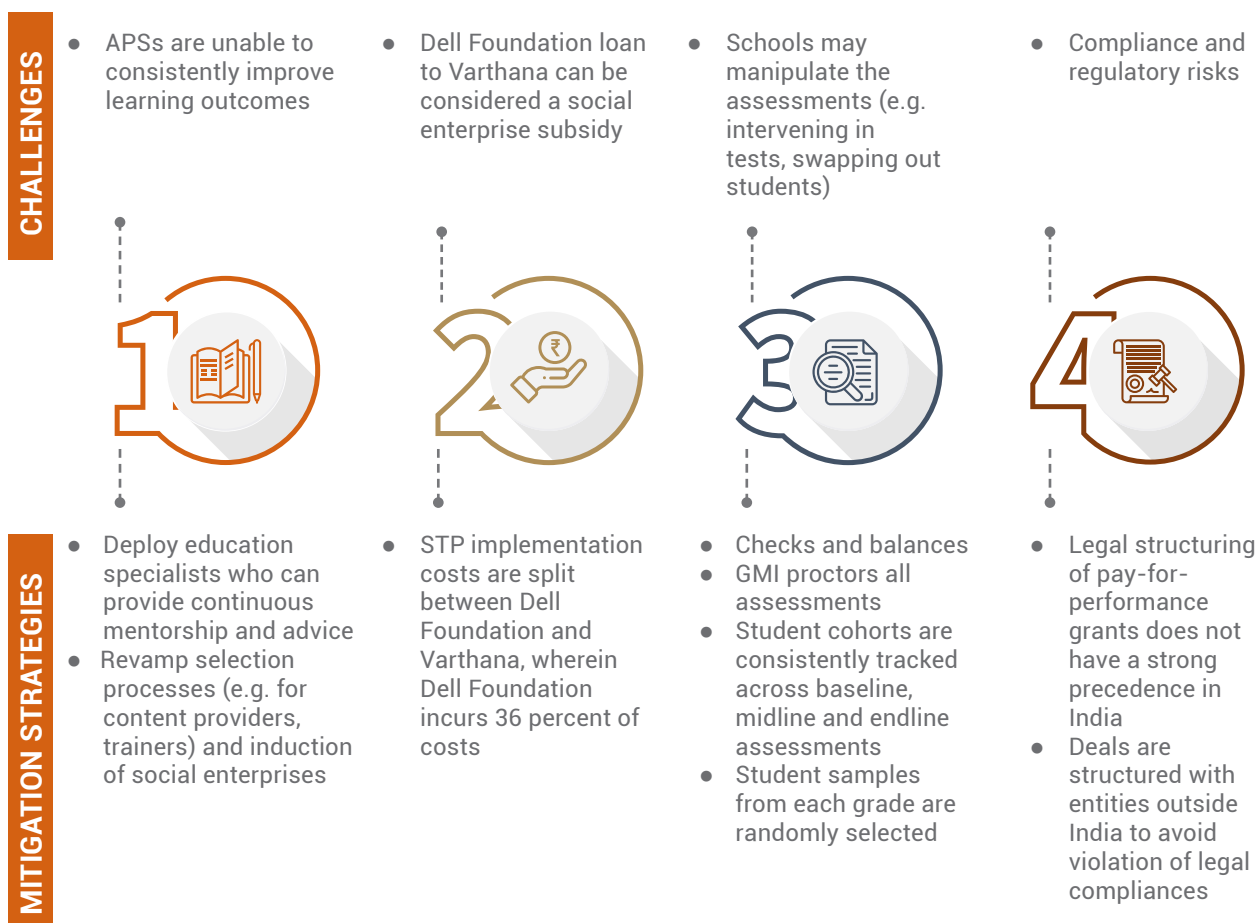 CHALLENGES
● APSs are unable to
consistently improve
learning outcomes
● Dell Foundation loan
to Varthana can be
considered a social
enterprise subsidy
● Schools may
manipulate the
assessments (e.g.
intervening in
tests, swapping out
students)
● Compliance and
regulatory risks
1
2
₹
3
4
MITIGATION STRATEGIES
● Deploy education
specialists who can
provide continuous
mentorship and advice
● Revamp selection
processes (e.g. for
content providers,
trainers) and induction
of social enterprises
● STP implementation
costs are split
between Dell
Foundation and
Varthana, wherein
Dell Foundation
incurs 36 percent of
costs
● Checks and balances
● GMI proctors all
assessments
● Student cohorts are
consistently tracked
across baseline,
midline and endline
assessments
● Student samples
from each grade are
randomly selected
● Legal structuring
of pay-for-
performance
grants does not
have a strong
precedence in
India
● Deals are
structured with
entities outside
India to avoid
violation of legal
compliances